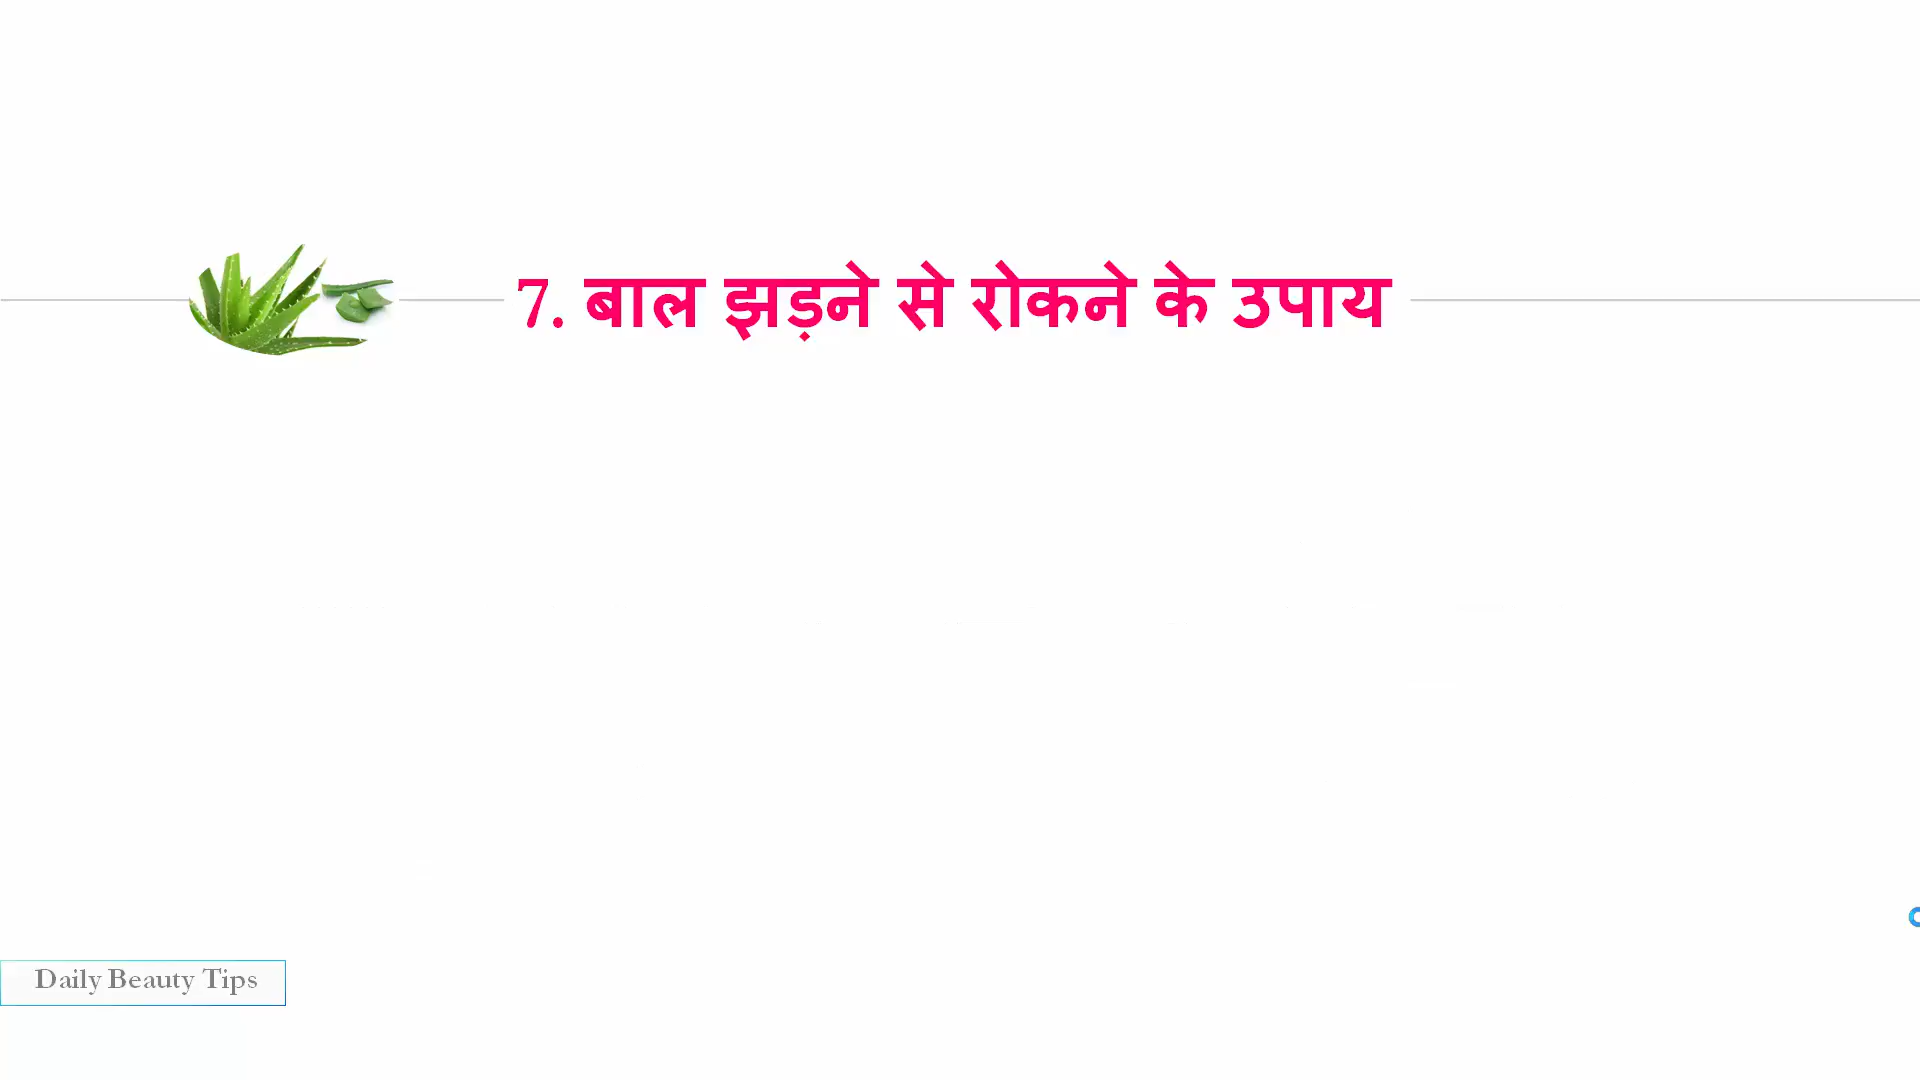 7. बाल झड़ने से रोकने के उपाय
Daily Beauty Tips